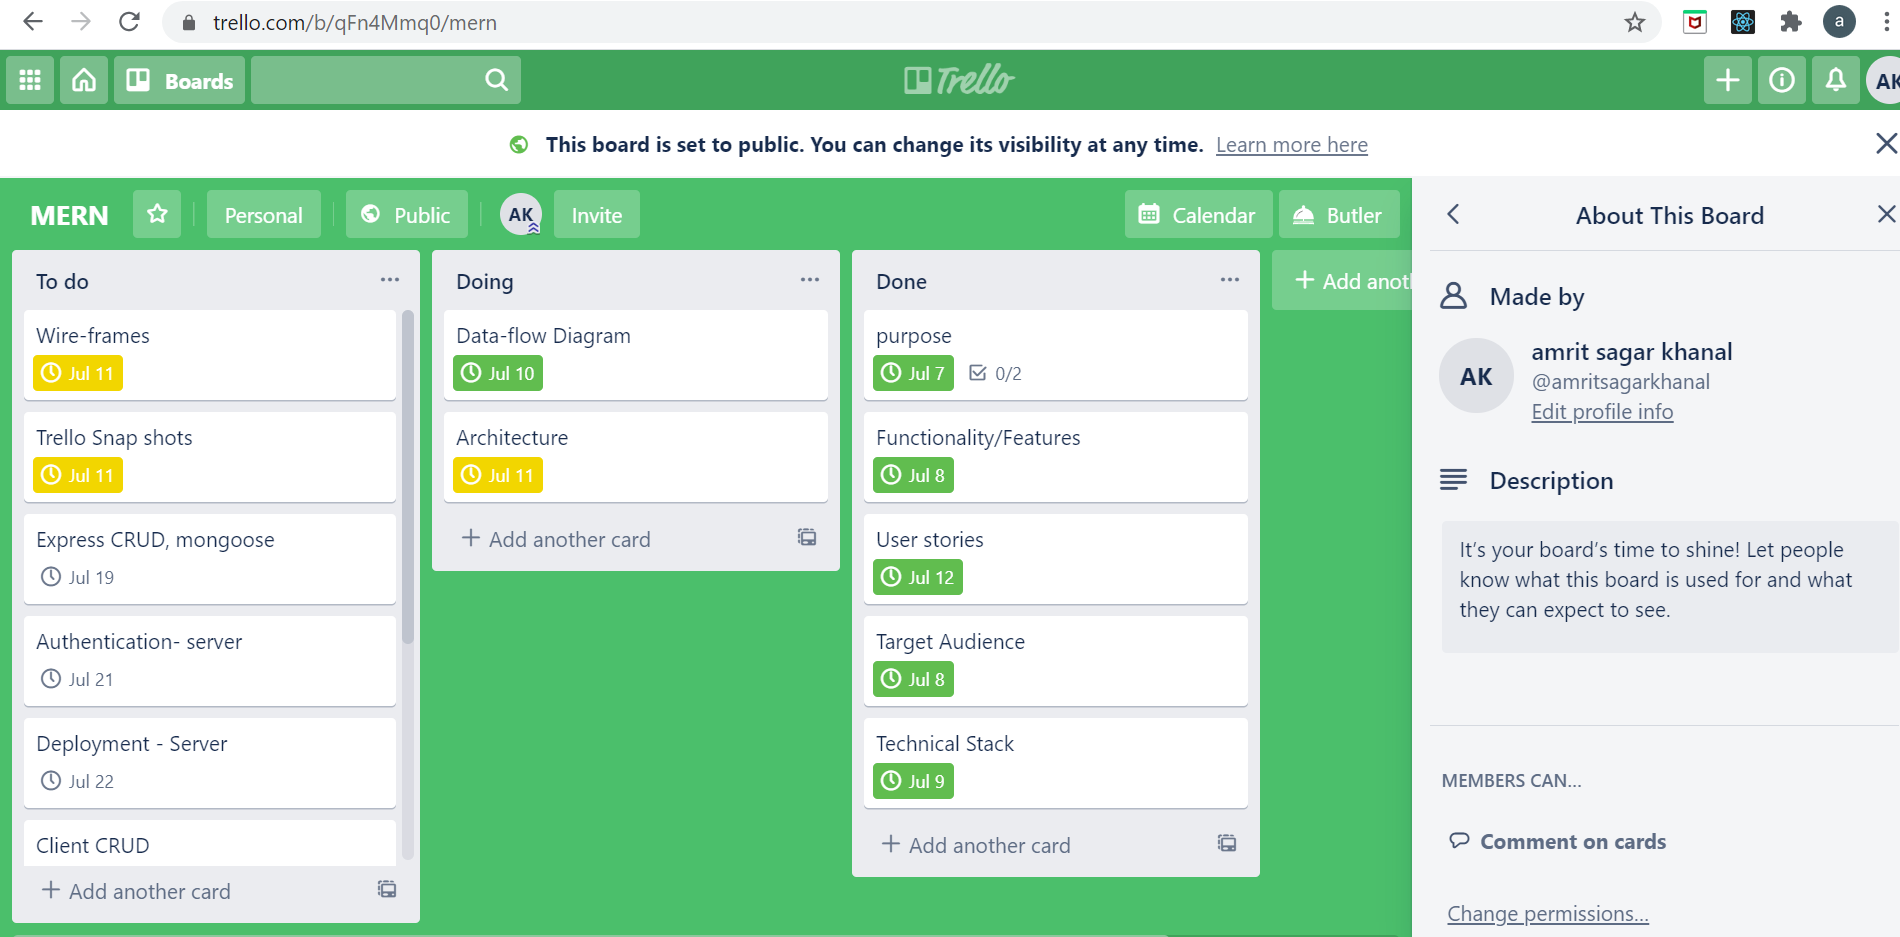 trello.com/b/qFn4Mmq0/mern
a
Boards
Trello
AK
This board is set to public. You can change its visibility at any time. Learn more here
MERN
Personal
Public
AK
Invite
Calendar
Butler
To do
Wire-frames
Jul 11
Trello Snap shots
Jul 11
Express CRUD, mongoose
Jul 19
Authentication- server
Jul 21
Deployment - Server
Jul 22
Client CRUD
+ Add another card
Doing
Data-flow Diagram
Jul 10
Architecture
Jul 11
+ Add another card
Done
purpose
Jul 7 0/2
Functionality/Features
Jul 8
User stories
Jul 12
Target Audience
Jul 8
Technical Stack
Jul 9
+ Add another card
+ Add anoth
About This Board
Made by
AK
amrit sagar khanal
@amritsagarkhanal
Edit profile info
Description
It’s your board’s time to shine! Let people
know what this board is used for and what
they can expect to see.
MEMBERS CAN…
Comment on cards
Change permissions…